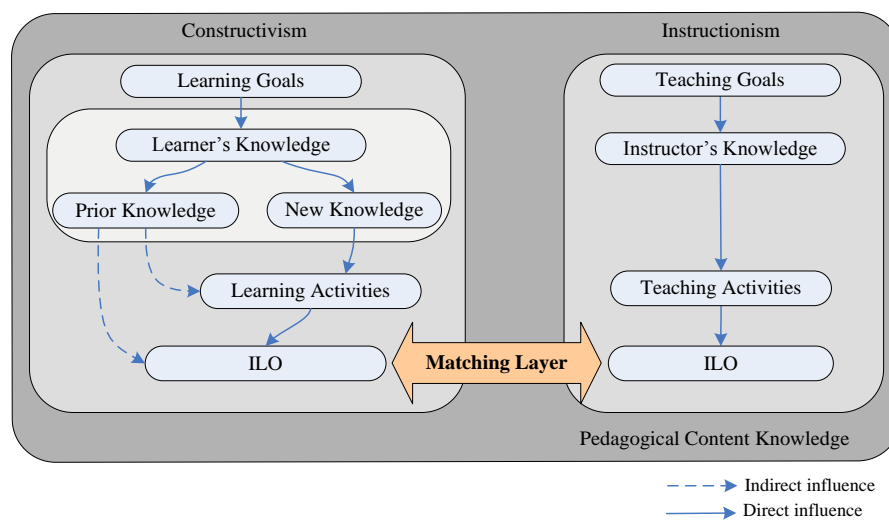 Constructivism
Instructionism
Learning Goals
Teaching Goals
Learner's Knowledge
Instructor's Knowledge
Prior Knowledge
New Knowledge
Learning Activities
Teaching Activities
ILO
Matching Layer
ILO
Pedagogical Content Knowledge
Indirect influence
Direct influence